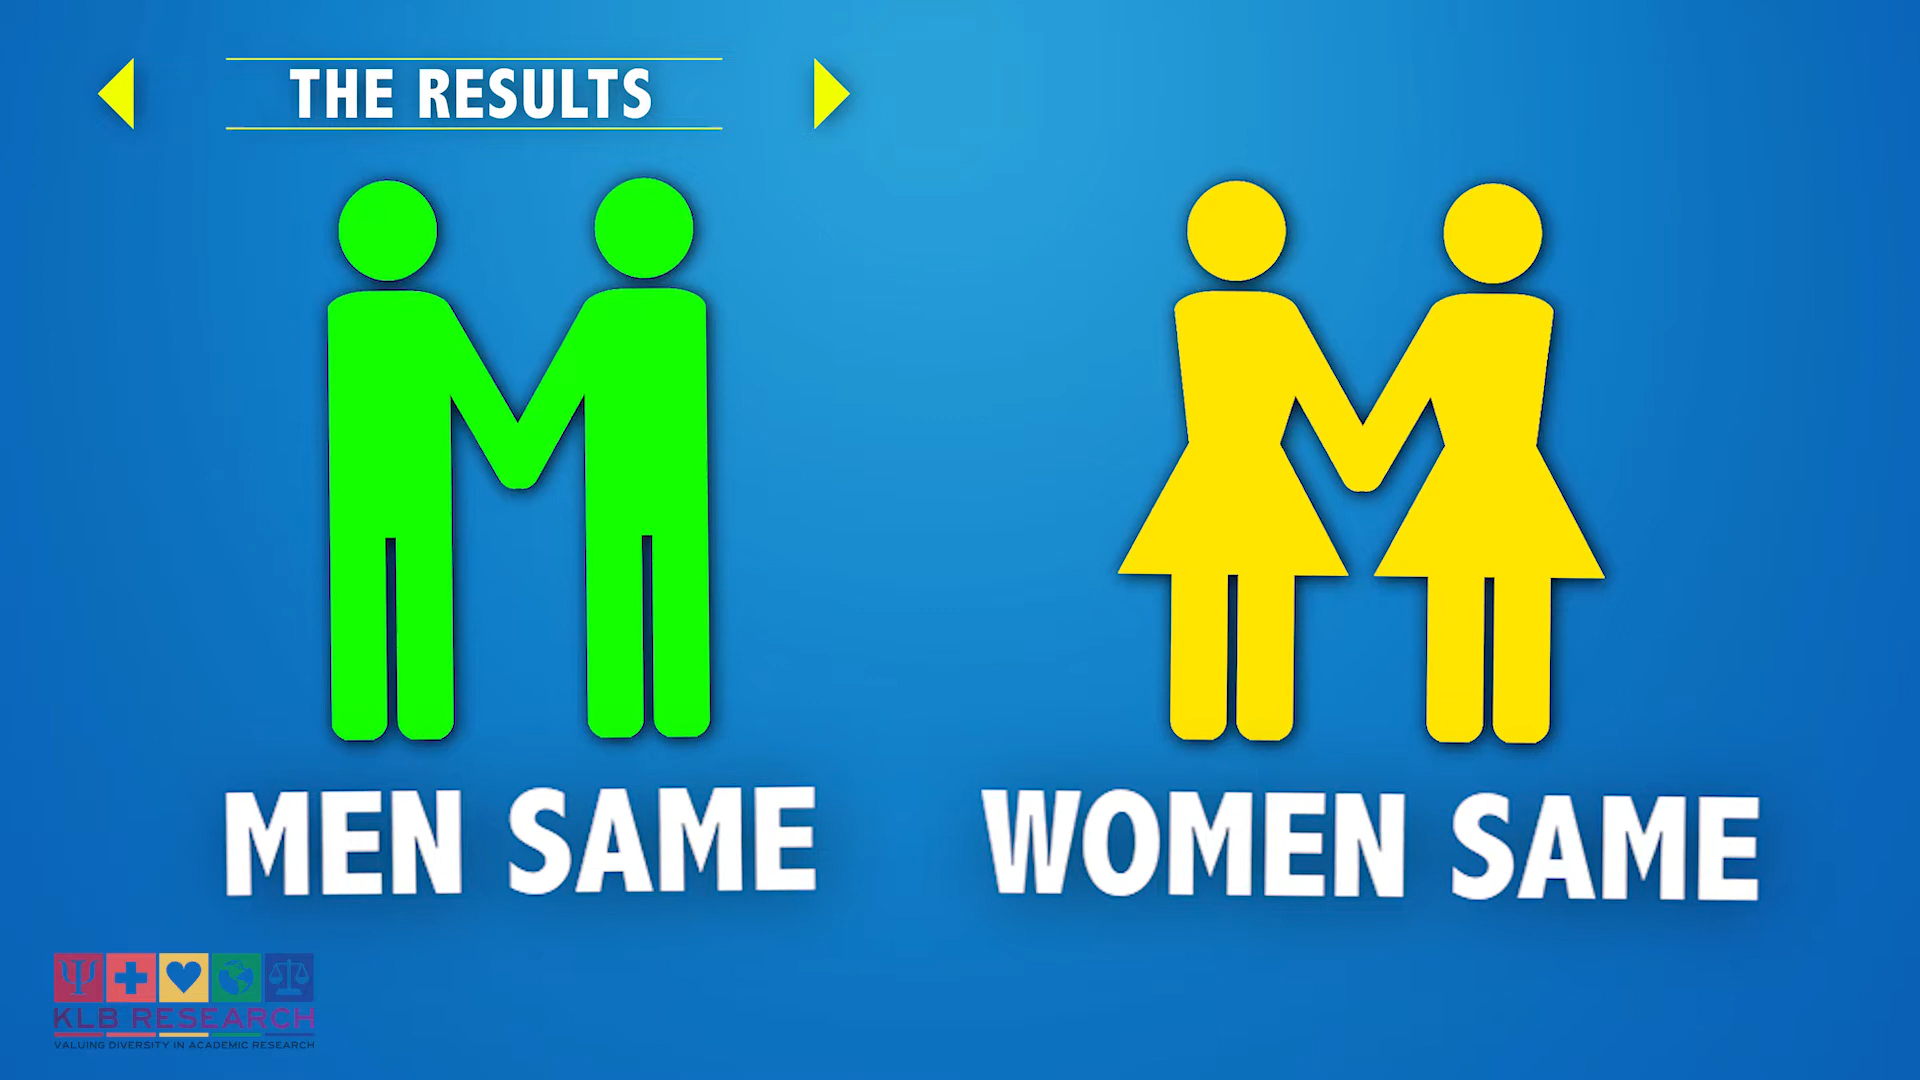 THE RESULTS
MEN SAME
WOMEN SAME
KLB RESEARCH
VALUING DIVERSITY IN ACADEMIC RESEARCH